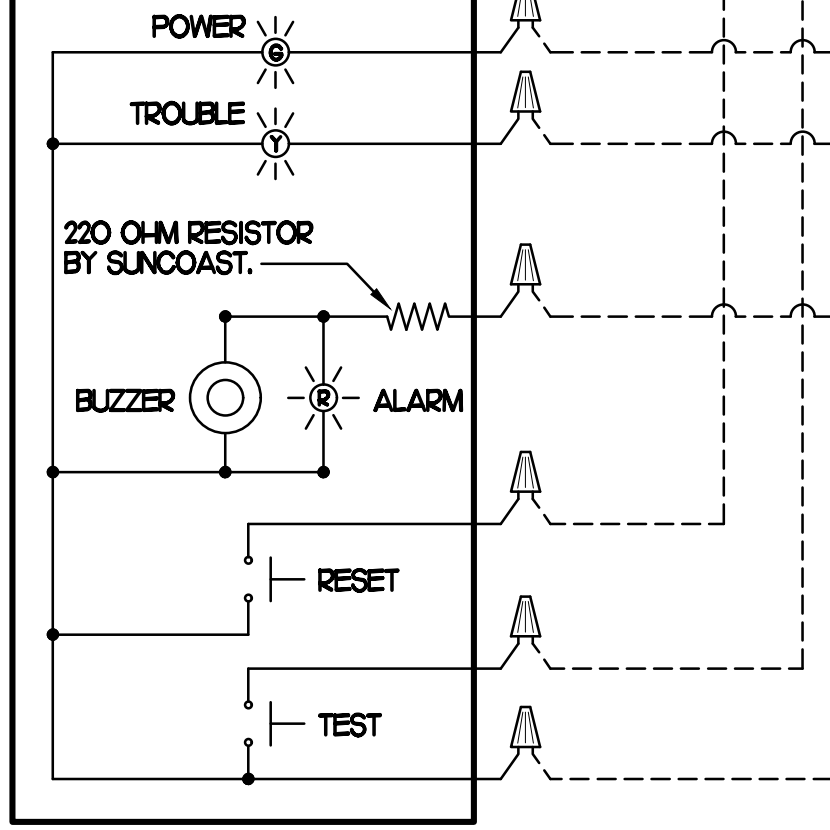 POWER
G
TROUBLE
Y
220 OHM RESISTOR
BY SUNCOAST.
BUZZER
R
ALARM
RESET
TEST